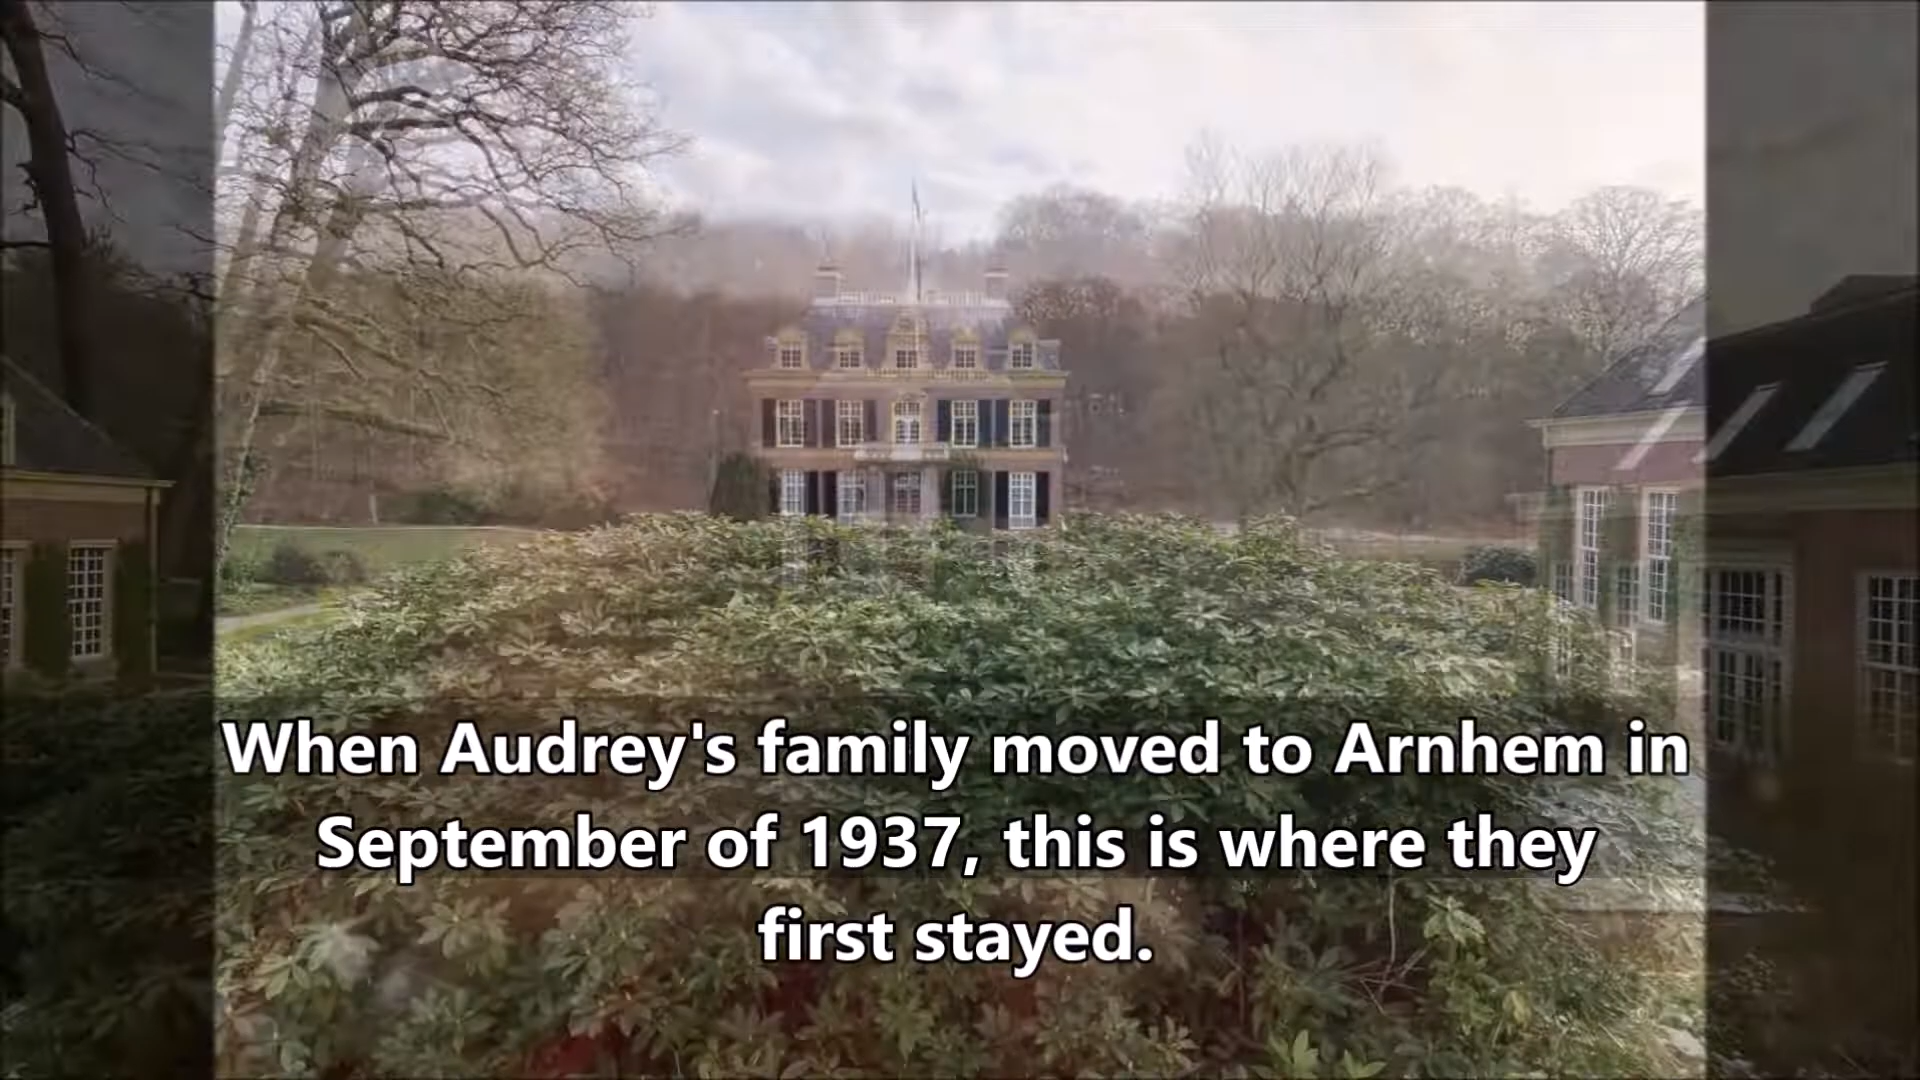 When Audrey's family moved to Arnhem in
September of 1937, this is where they
first stayed.